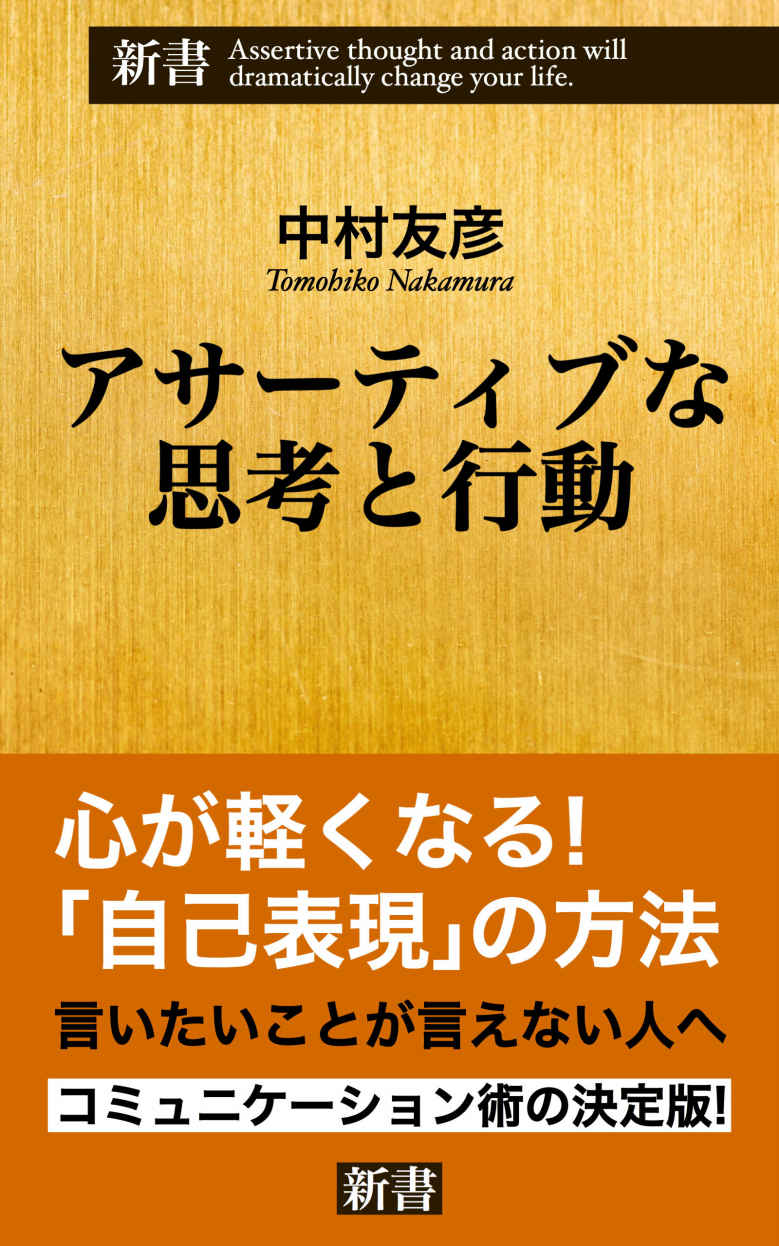 新書
Assertive thought and action will
dramatically change your life.
中村友彦
Tomohiko Nakamura
アサーティブな
思考と行動
心が軽くなる!
「自己表現」の方法
言いたいことが言えない人へ
コミュニケーション術の決定版!
新書